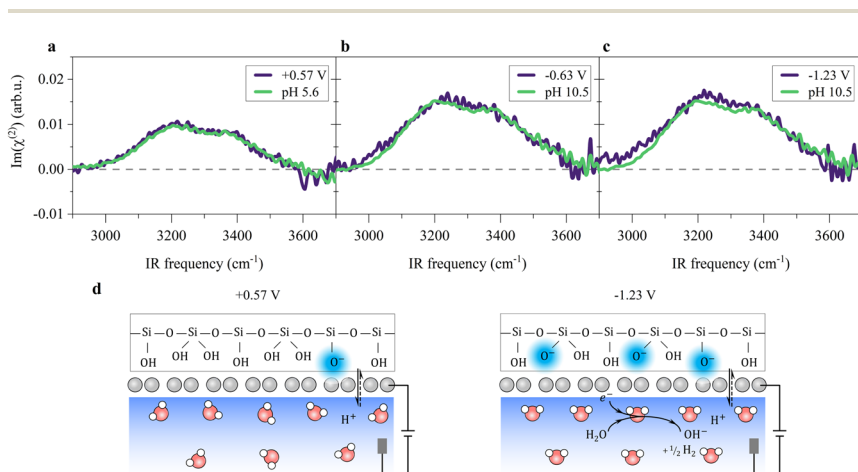 a
b
c
+0.57 V
pH 5.6
-0.63 V
pH 10.5
-1.23 V
pH 10.5
Im(χ⁽²⁾) (arb.u.)
0.02
0.01
0.00
-0.01
3000 3200 3400 3600
3000 3200 3400 3600
3000 3200 3400 3600
IR frequency (cm⁻¹)
IR frequency (cm⁻¹)
IR frequency (cm⁻¹)
d
+0.57 V
Si O Si O Si O Si O Si O Si
OH OH OH OH OH OH O⁻ OH
H⁺
-1.23 V
Si O Si O Si O Si O Si O Si
OH O⁻ OH O⁻ OH OH O⁻ OH
e⁻
H₂O
OH⁻
+½ H₂
H⁺